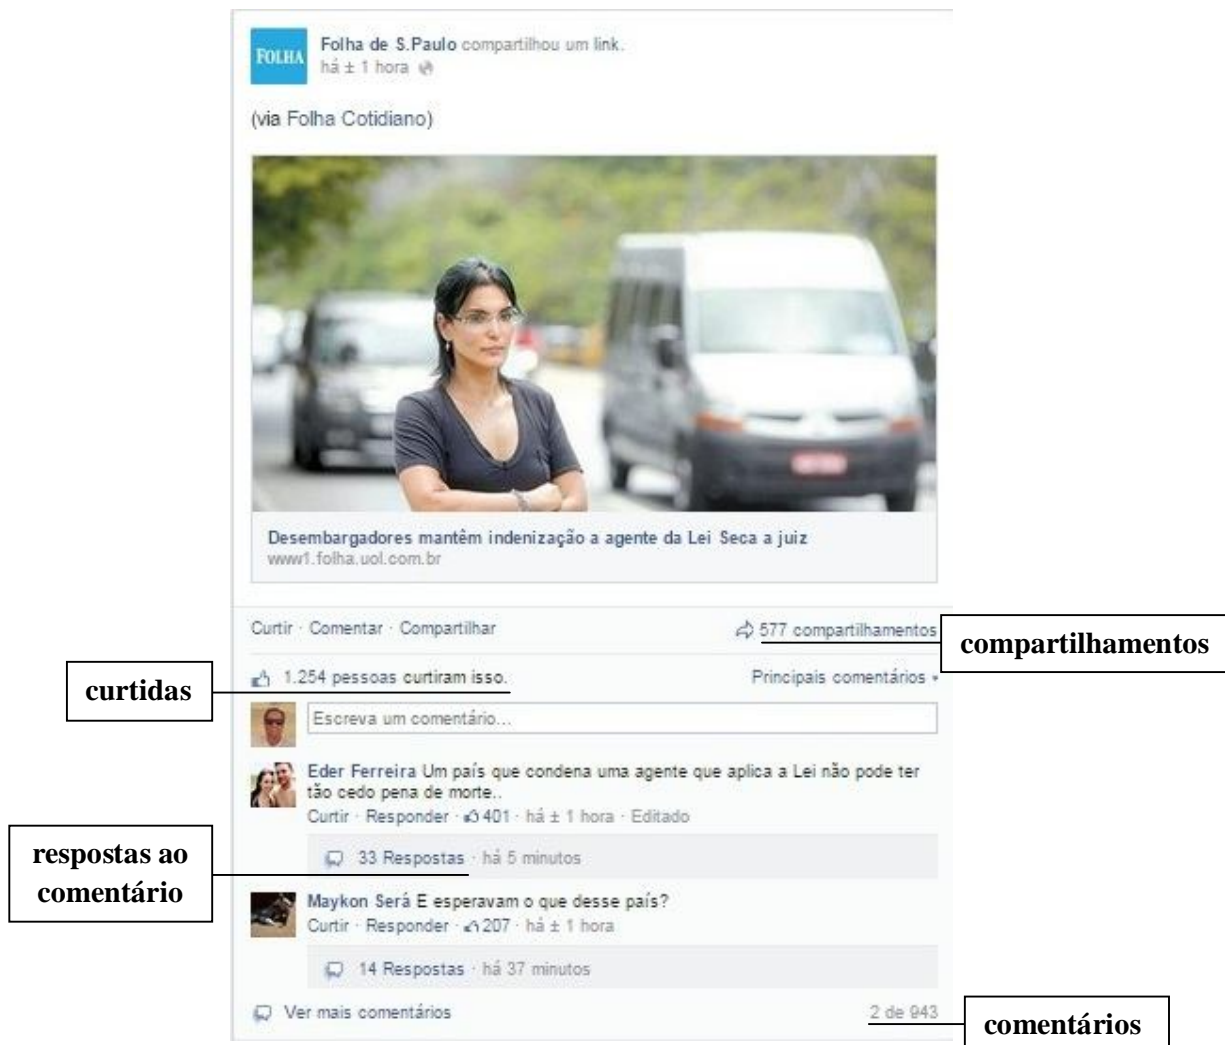 FOLHA
Folha de S.Paulo compartilhou um link.
há ± 1 hora
(via Folha Cotidiano)
Desembargadores mantêm indenização a agente da Lei Seca a juiz
www1.folha.uol.com.br
Curtir · Comentar · Compartilhar
577 compartilhamentos
compartilhamentos
curtidas
1.254 pessoas curtiram isso.
Principais comentários
Escreva um comentário...
Eder Ferreira Um país que condena uma agente que aplica a Lei não pode ter
tão cedo pena de morte..
Curtir · Responder · 401 · há ± 1 hora · Editado
respostas ao
comentário
33 Respostas · há 5 minutos
Maykon Será E esperavam o que desse país?
Curtir · Responder · 207 · há ± 1 hora
14 Respostas · há 37 minutos
Ver mais comentários
2 de 943
comentários